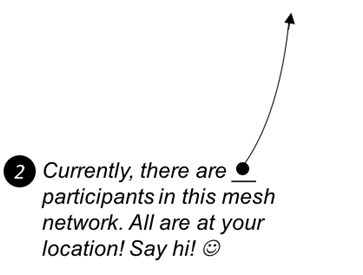 2 Currently, there are __
participants in this mesh
network. All are at your
location! Say hi! ☺